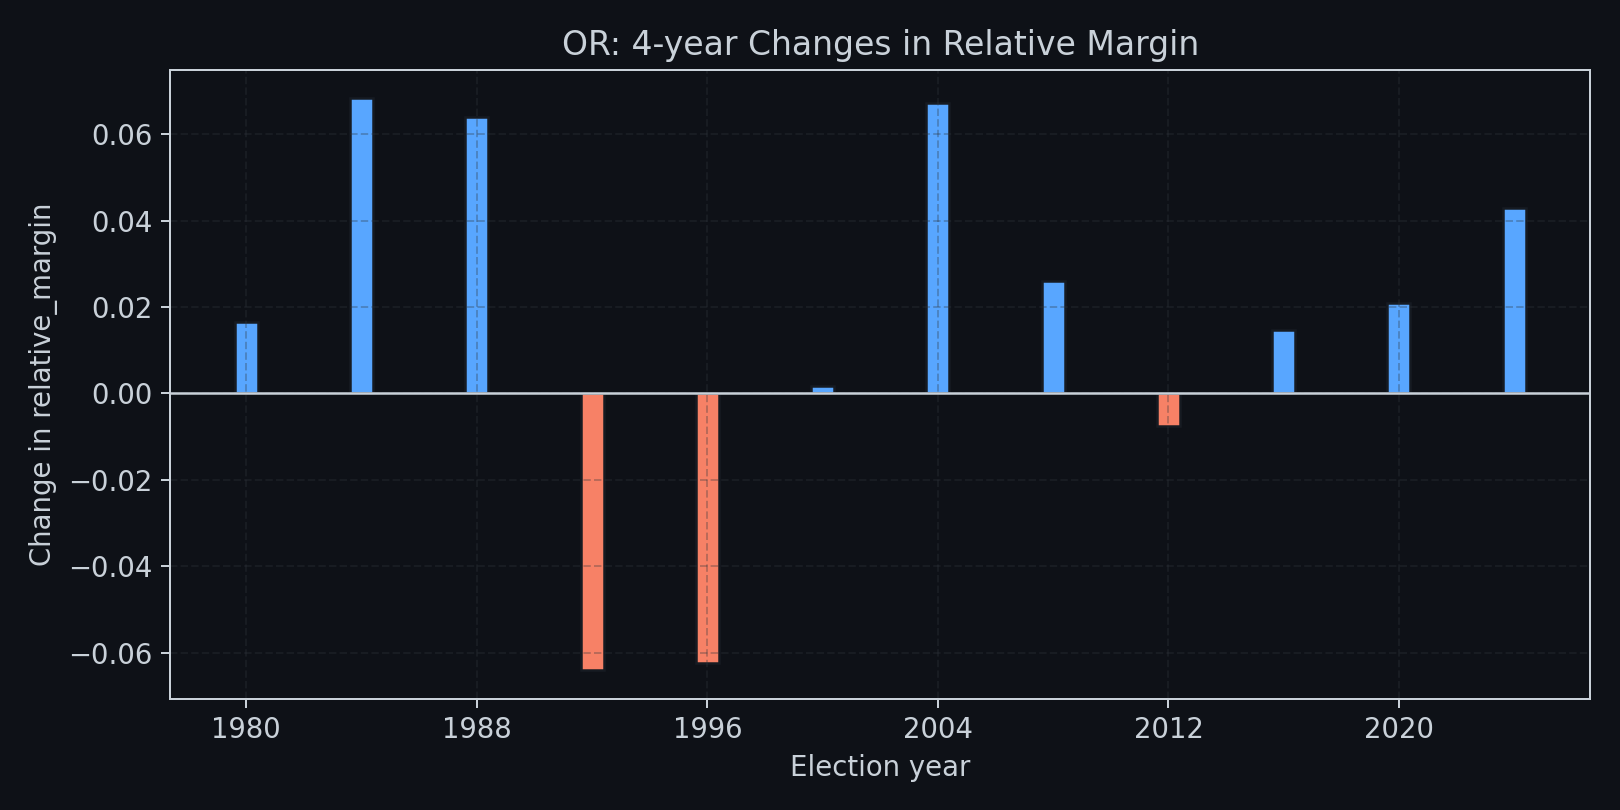 OR: 4-year Changes in Relative Margin
Change in relative_margin
0.06
0.04
0.02
0.00
−0.02
−0.04
−0.06
1980 1988 1996 2004 2012 2020
Election year